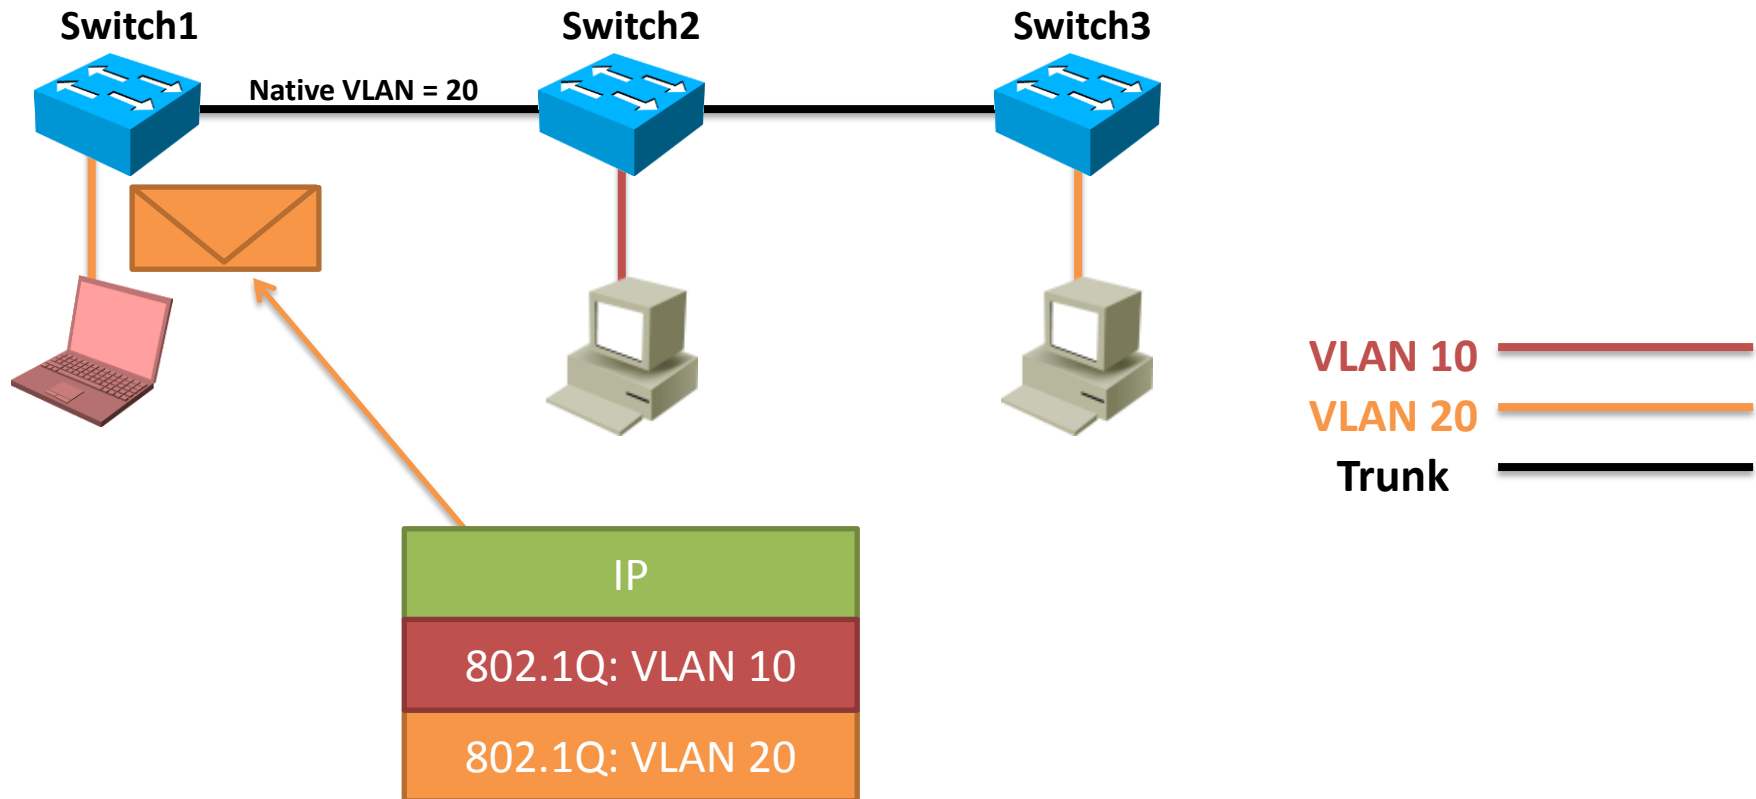 Switch1
Switch2
Switch3
Native VLAN = 20
VLAN 10
VLAN 20
Trunk
IP
802.1Q: VLAN 10
802.1Q: VLAN 20